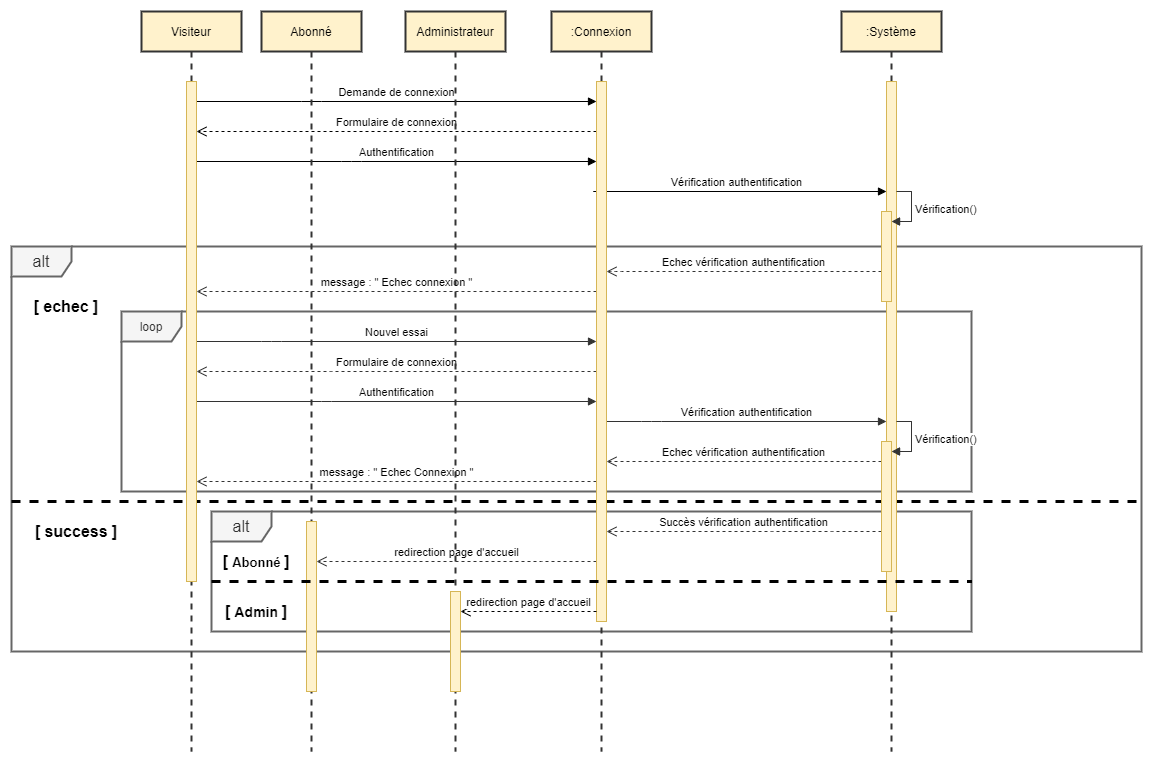 Visiteur
Abonné
Administrateur
:Connexion
:Système
Demande de connexion
Formulaire de connexion
Authentification
Vérification authentification
Vérification()
alt
Echec vérification authentification
message : " Echec connexion "
[ echec ]
loop
Nouvel essai
Formulaire de connexion
Authentification
Vérification authentification
Vérification()
Echec vérification authentification
message : " Echec Connexion "
[ success ]
alt
Succès vérification authentification
redirection page d'accueil
[ Abonné ]
redirection page d'accueil
[ Admin ]